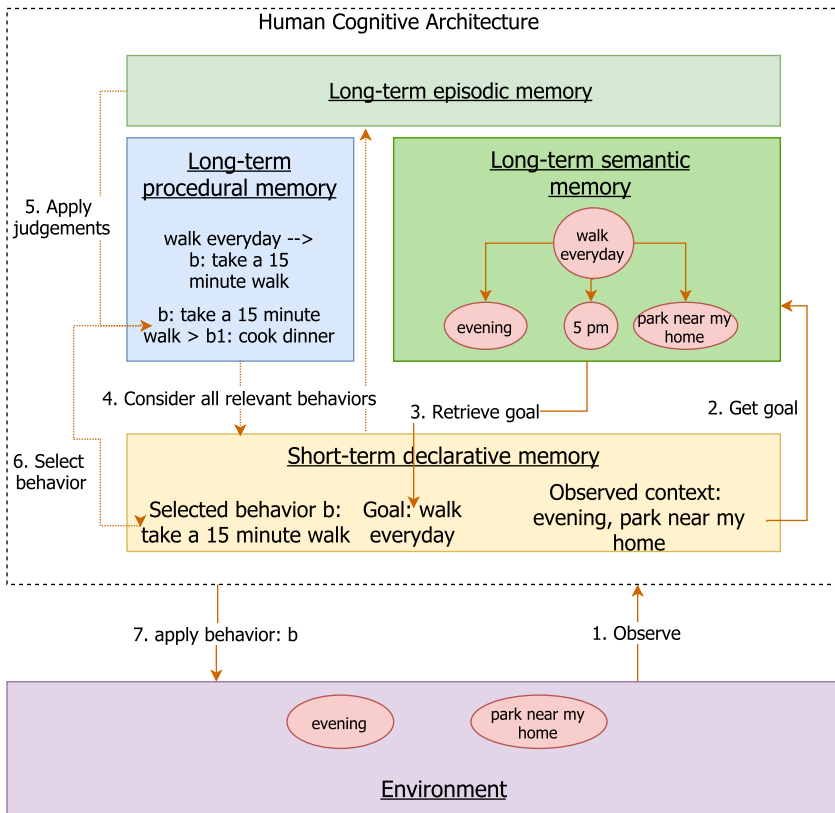 Human Cognitive Architecture
Long-term episodic memory
Long-term
procedural memory
walk everyday -->
b: take a 15
minute walk
b: take a 15 minute
walk > b1: cook dinner
Long-term semantic
memory
walk
everyday
evening
5 pm
park near my
home
5. Apply
judgements
4. Consider all relevant behaviors
3. Retrieve goal
2. Get goal
6. Select
behavior
Short-term declarative memory
Selected behavior b:
take a 15 minute walk
Goal: walk
everyday
Observed context:
evening, park near my
home
7. apply behavior: b
1. Observe
evening
park near my
home
Environment